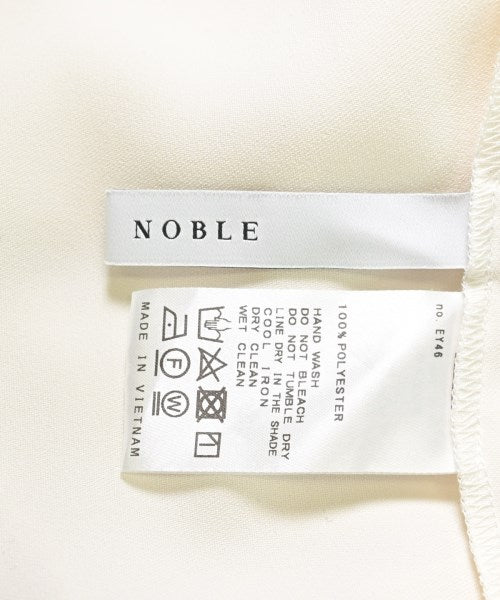 NOBLE
no. EY46
100% POLYESTER
HAND WASH
DO NOT BLEACH
DO NOT TUMBLE DRY
LINE DRY IN THE SHADE
COOL IRON
DRY CLEAN
WET CLEAN
F
W
MADE IN VIETNAM